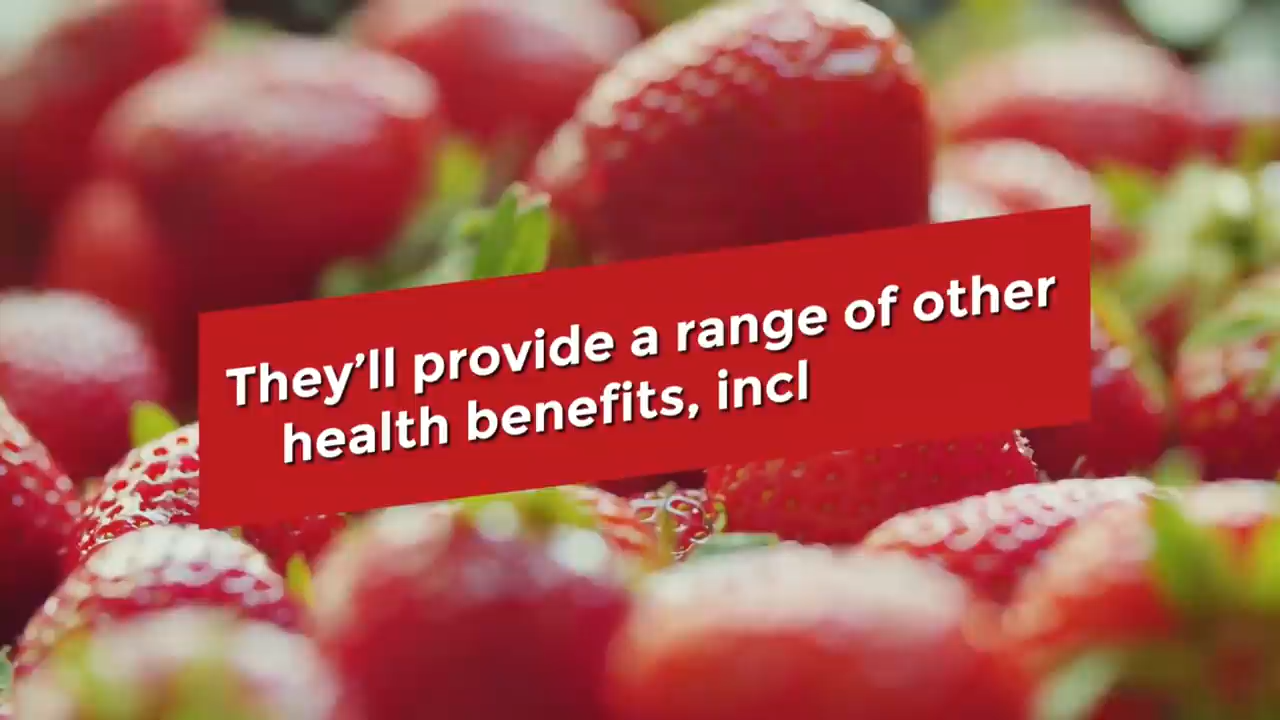 They’ll provide a range of other
health benefits, incl